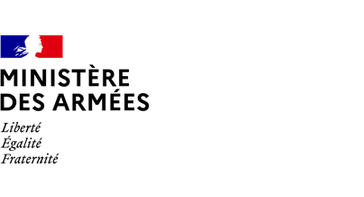 MINISTÈRE
DES ARMÉES
Liberté
Égalité
Fraternité